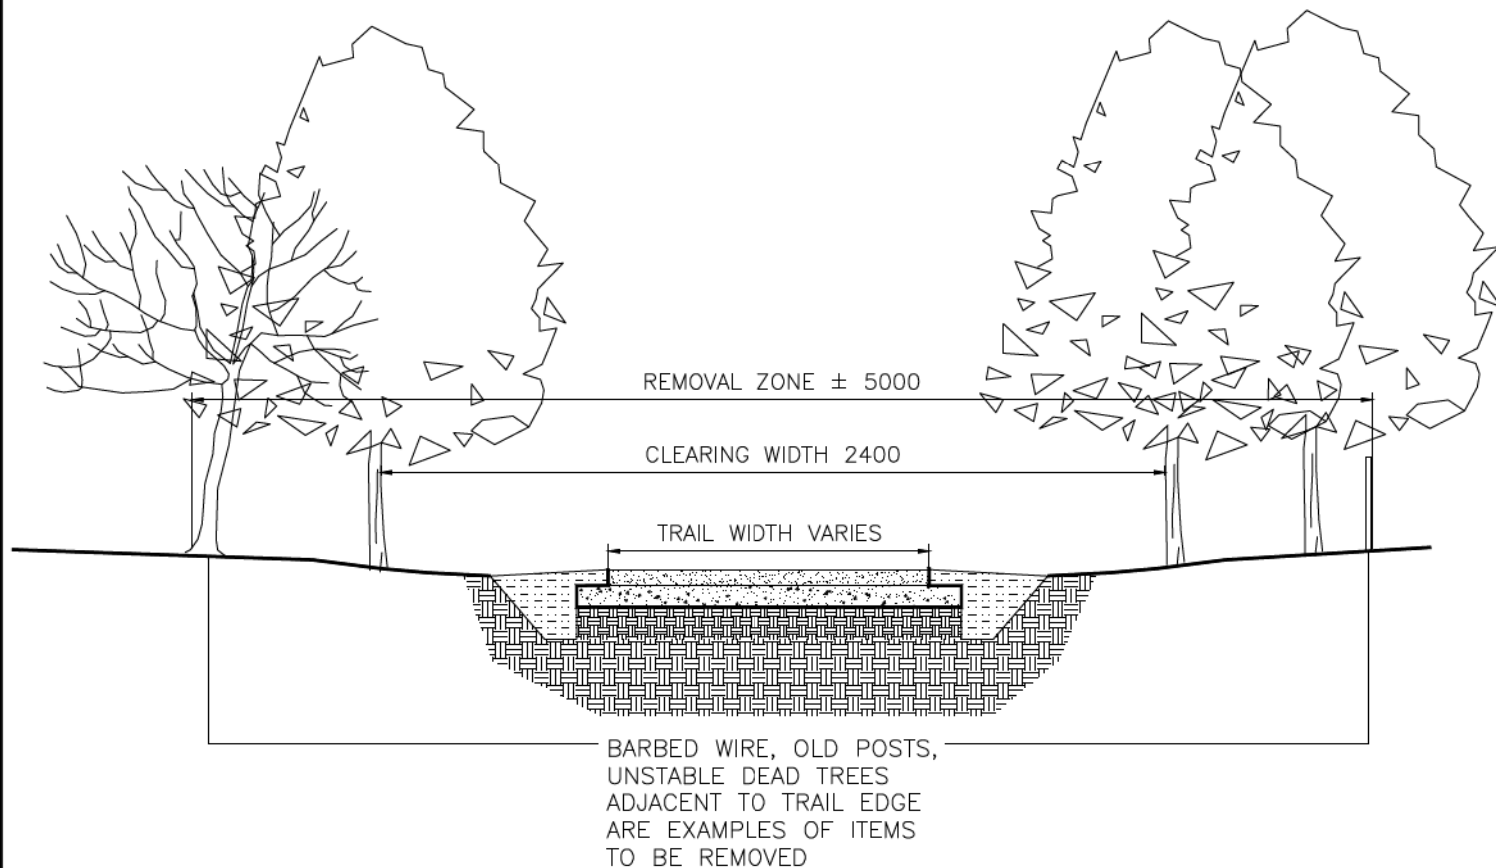 REMOVAL ZONE ± 5000
CLEARING WIDTH 2400
TRAIL WIDTH VARIES
BARBED WIRE, OLD POSTS,
UNSTABLE DEAD TREES
ADJACENT TO TRAIL EDGE
ARE EXAMPLES OF ITEMS
TO BE REMOVED